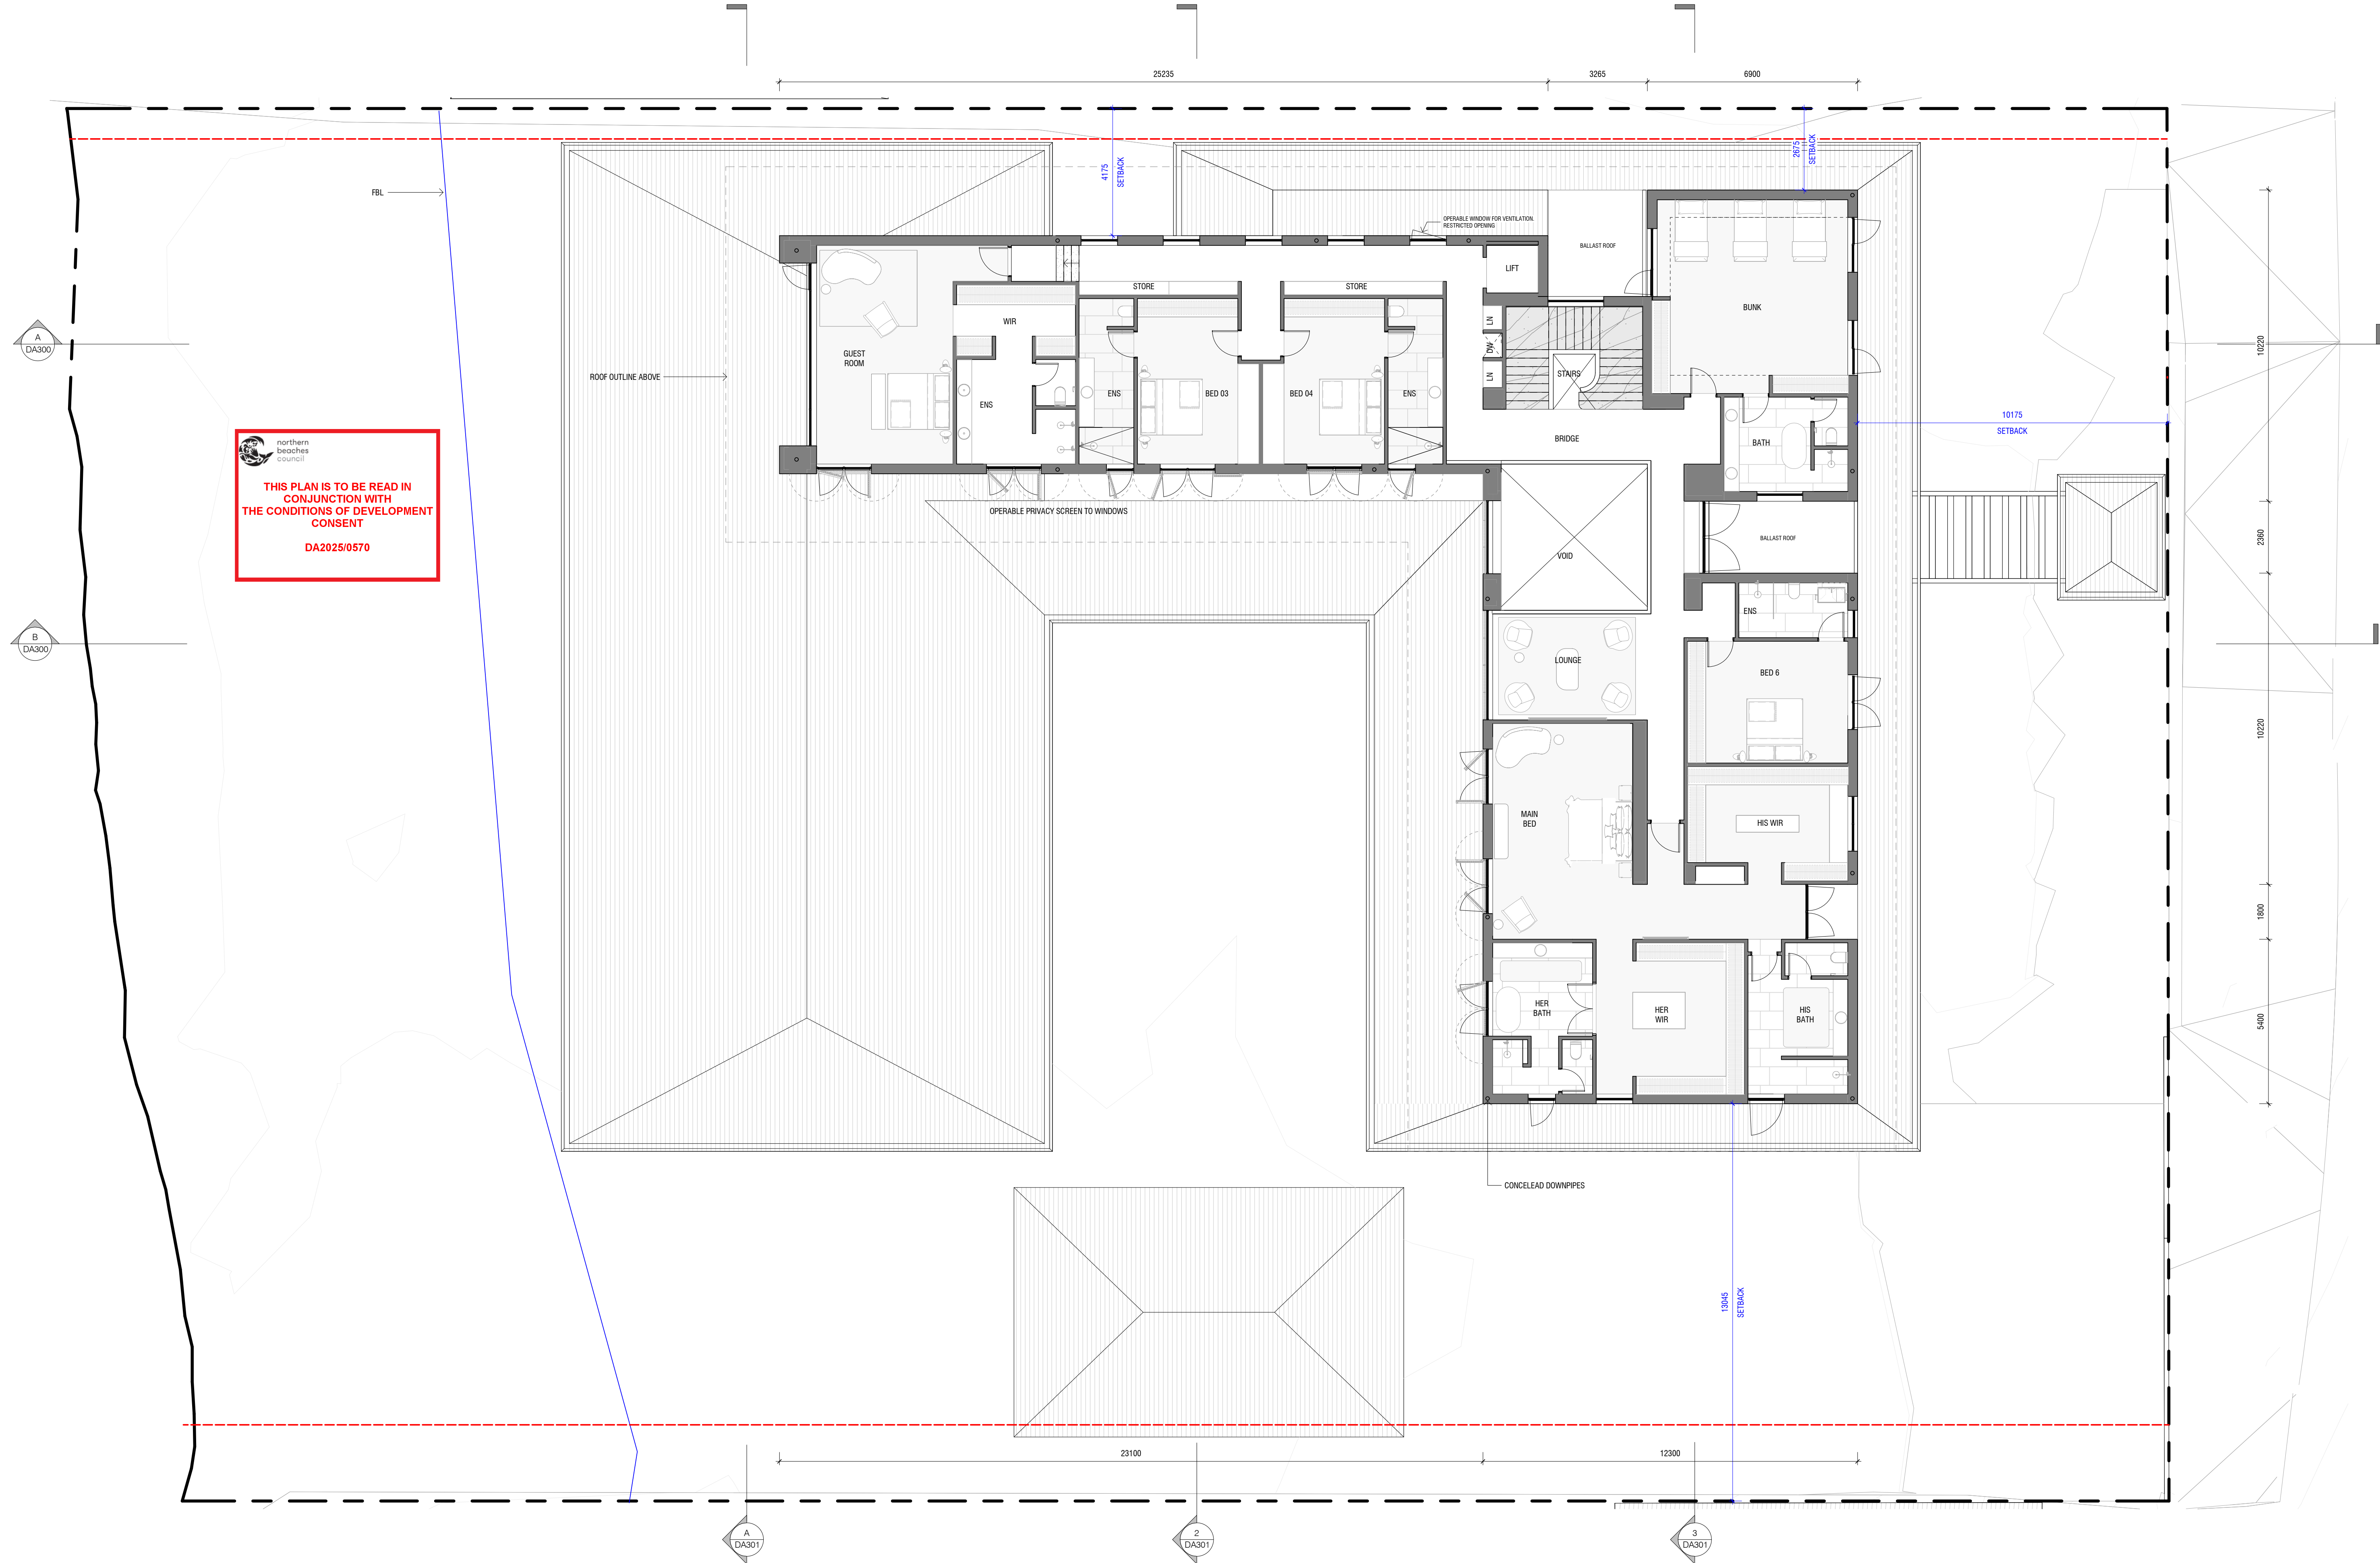 25235
3265
6900
FBL
4175
SETBACK
2675
SETBACK
OPERABLE WINDOW FOR VENTILATION.
RESTRICTED OPENING
BALLAST ROOF
LIFT
STORE
STORE
BUNK
WIR
LN
DW
LN
A
DA300
GUEST
ROOM
ROOF OUTLINE ABOVE
STAIRS
10220
ENS
ENS
BED 03
BED 04
ENS
10175
SETBACK
BRIDGE
BATH
northern
beaches
council
THIS PLAN IS TO BE READ IN
CONJUNCTION WITH
THE CONDITIONS OF DEVELOPMENT
CONSENT
DA2025/0570
OPERABLE PRIVACY SCREEN TO WINDOWS
VOID
BALLAST ROOF
2360
ENS
B
DA300
LOUNGE
BED 6
10220
MAIN
BED
HIS WIR
1800
HER
BATH
HER
WIR
HIS
BATH
5400
CONCELEAD DOWNPIPES
13045
SETBACK
23100
12300
A
DA301
2
DA301
3
DA301